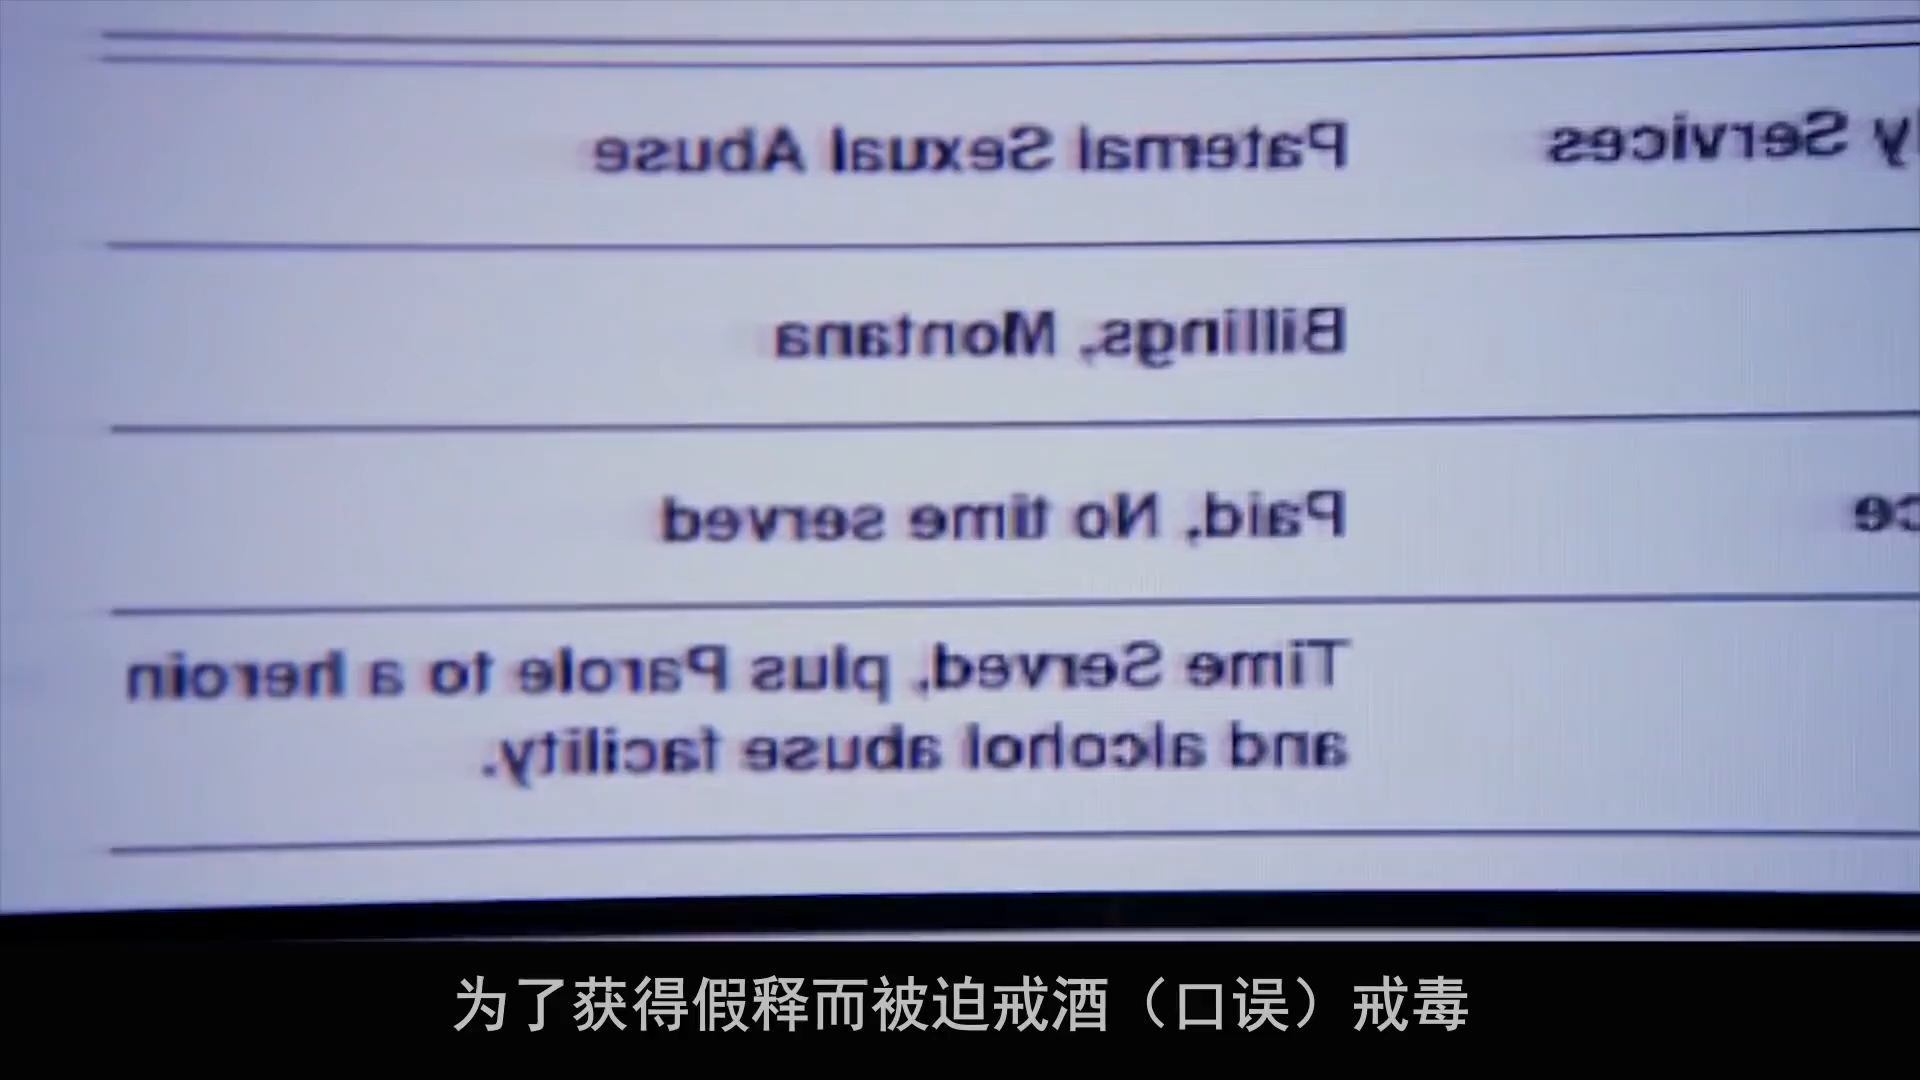 ly Services Paternal Sexual Abuse
Billings, Montana
ce Paid, No time served
Time Served, plus Parole to a heroin
and alcohol abuse facility.
为了获得假释而被迫戒酒（口误）戒毒